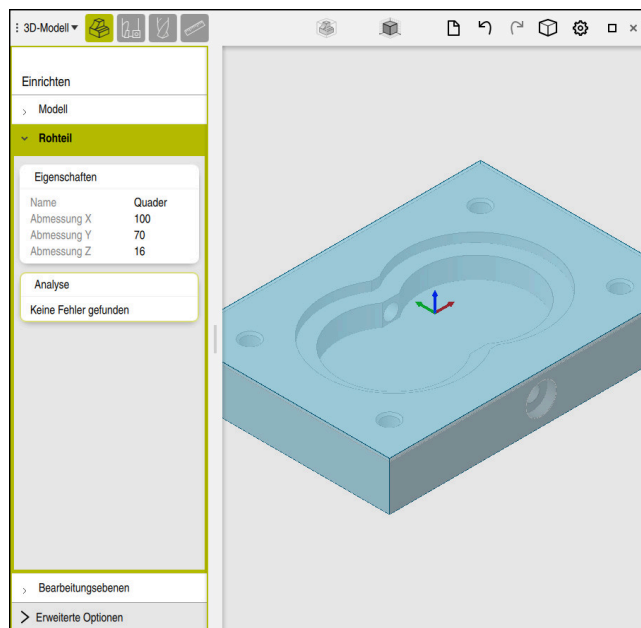 3D-Modell
Einrichten
Modell
Rohteil
Eigenschaften
Name Quader
Abmessung X 100
Abmessung Y 70
Abmessung Z 16
Analyse
Keine Fehler gefunden
Bearbeitungsebenen
Erweiterte Optionen